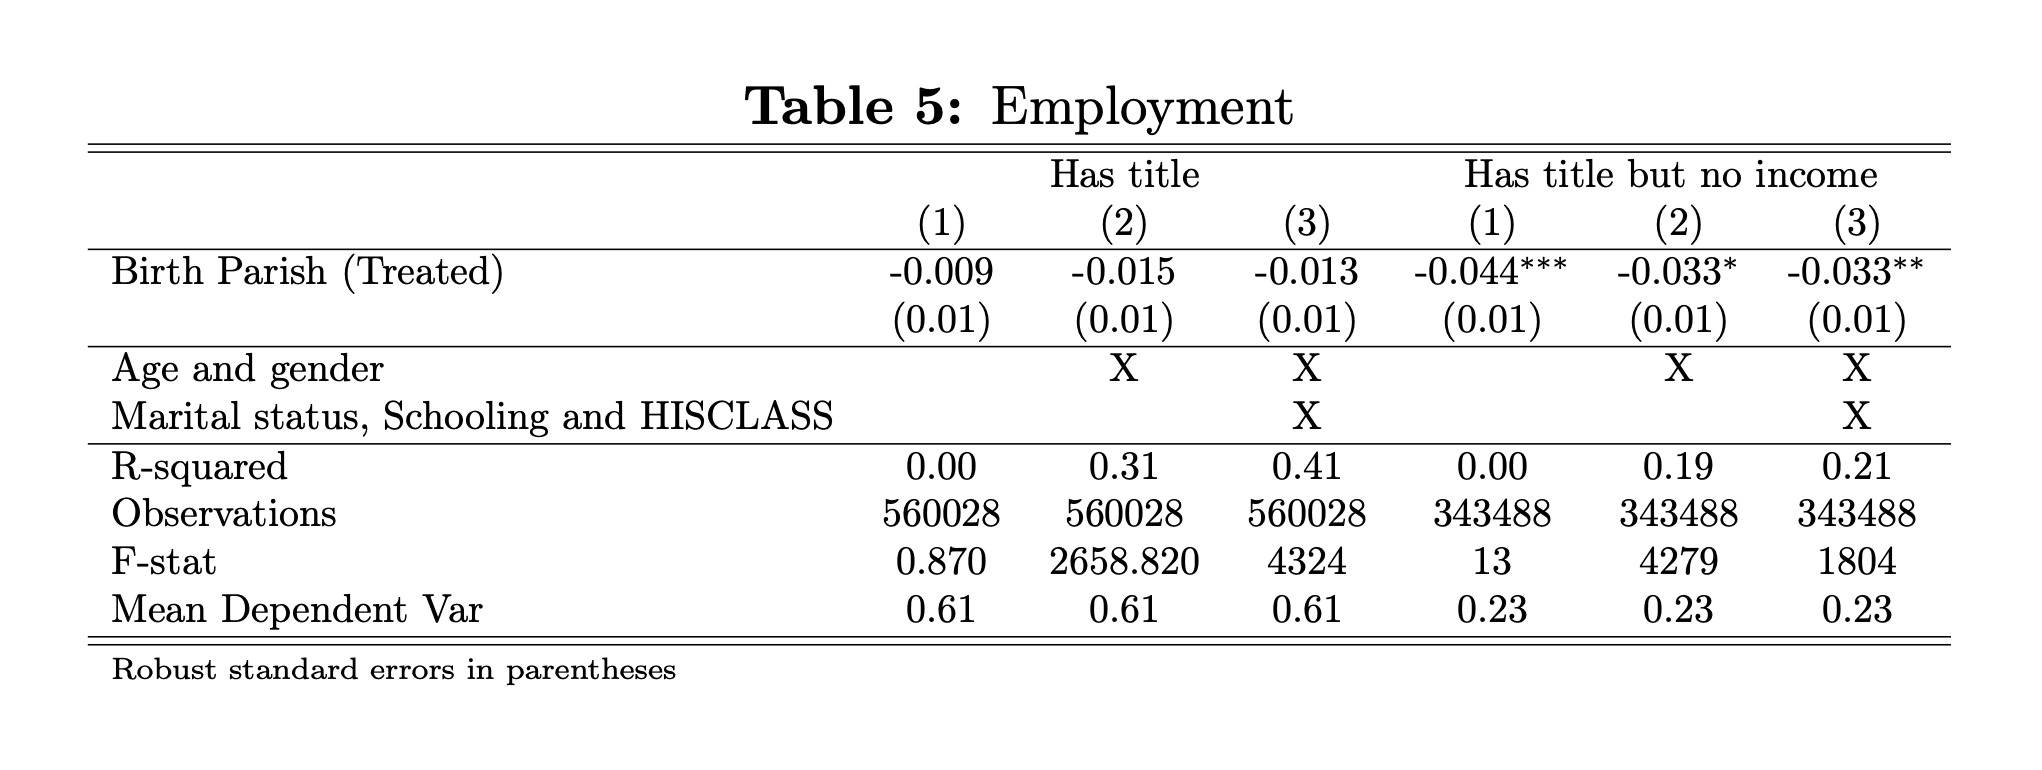 Table 5: Employment
Has title Has title but no income
(1) (2) (3) (1) (2) (3)
Birth Parish (Treated) -0.009 -0.015 -0.013 -0.044*** -0.033* -0.033**
(0.01) (0.01) (0.01) (0.01) (0.01) (0.01)
Age and gender X X X X
Marital status, Schooling and HISCLASS X X
R-squared 0.00 0.31 0.41 0.00 0.19 0.21
Observations 560028 560028 560028 343488 343488 343488
F-stat 0.870 2658.820 4324 13 4279 1804
Mean Dependent Var 0.61 0.61 0.61 0.23 0.23 0.23
Robust standard errors in parentheses